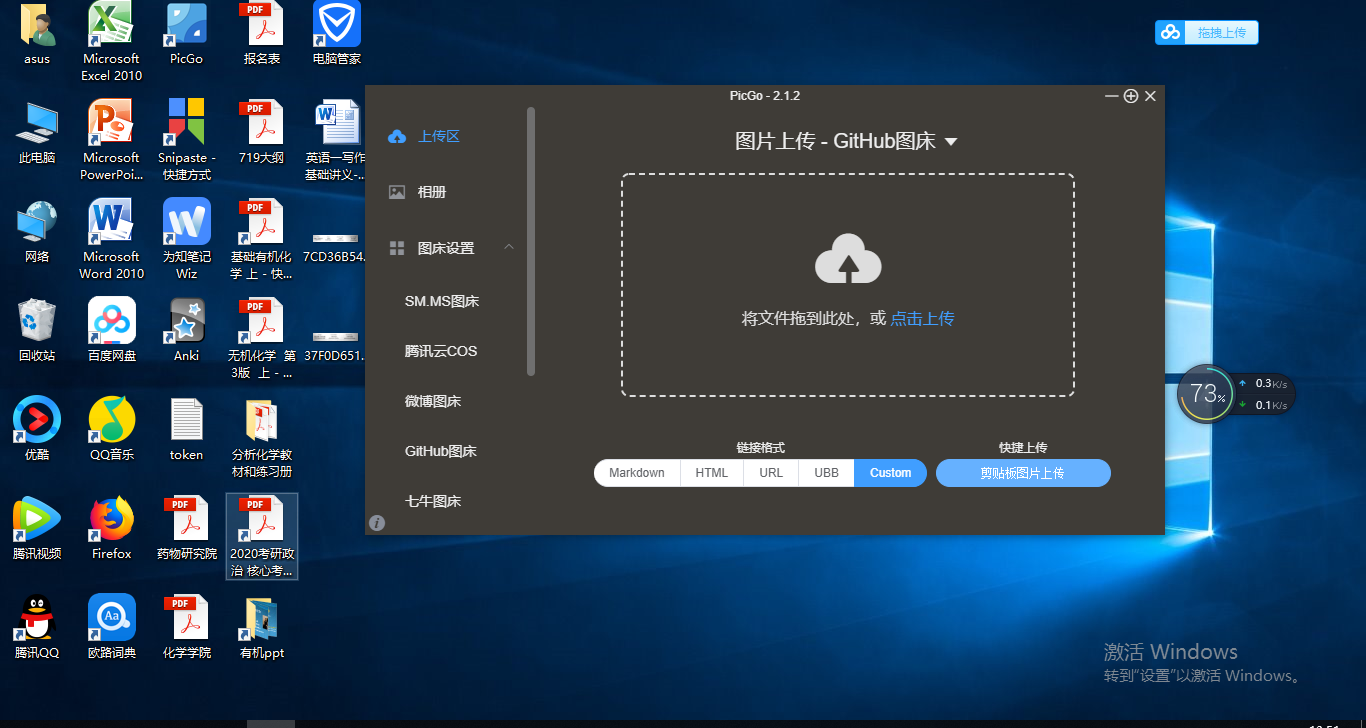 asus
Microsoft
Excel 2010
PicGo
PDF
报名表
电脑管家
此电脑
Microsoft
PowerPoi...
Snipaste -
快捷方式
PDF
719大纲
英语一写作
基础讲义-...
网络
Microsoft
Word 2010
为知笔记
Wiz
PDF
基础有机化
学 上 - 快...
7CD36B54.
回收站
百度网盘
Anki
PDF
无机化学 第
3版 上 - ...
37F0D651.
优酷
QQ音乐
token
分析化学教
材和练习册
腾讯视频
Firefox
PDF
药物研究院
PDF
2020考研政
治 核心考...
腾讯QQ
Aa
欧路词典
PDF
化学学院
有机ppt
PicGo - 2.1.2
上传区
相册
图床设置
SM.MS图床
腾讯云COS
微博图床
GitHub图床
七牛图床
图片上传 - GitHub图床
将文件拖到此处，或 点击上传
链接格式
快捷上传
Markdown
HTML
URL
UBB
Custom
剪贴板图片上传
拖拽上传
73%
0.3K/s
0.1K/s
激活 Windows
转到"设置"以激活 Windows。